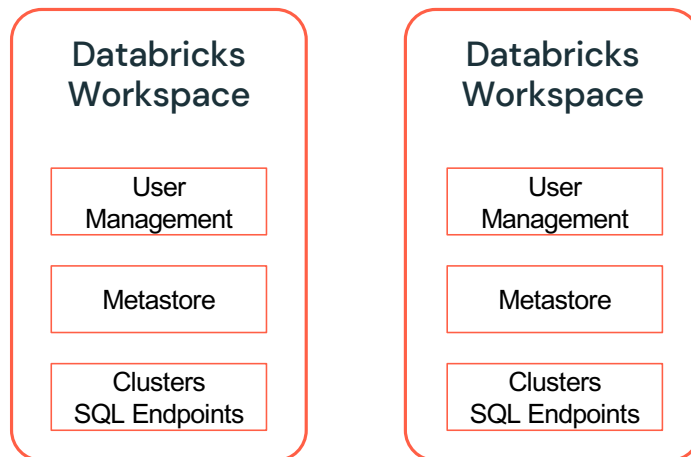 Databricks
Workspace
User
Management
Metastore
Clusters
SQL Endpoints
Databricks
Workspace
User
Management
Metastore
Clusters
SQL Endpoints